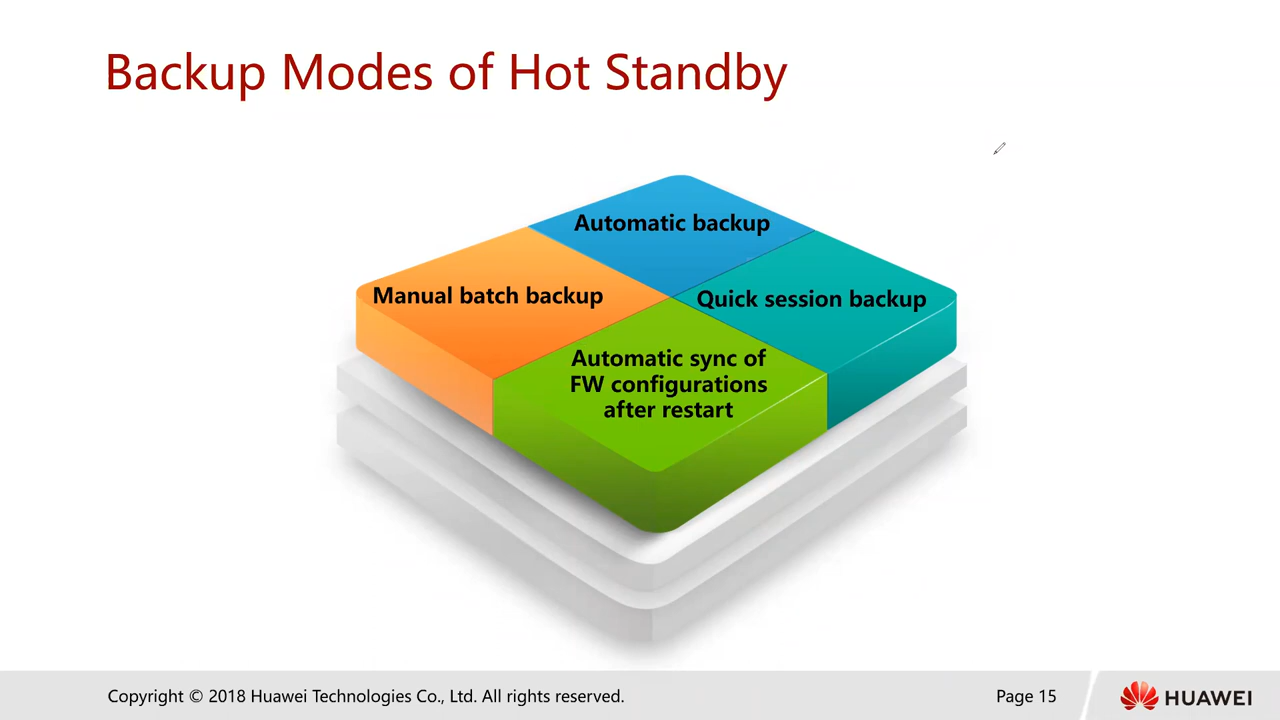 Backup Modes of Hot Standby
Automatic backup
Manual batch backup
Quick session backup
Automatic sync of
FW configurations
after restart
Copyright © 2018 Huawei Technologies Co., Ltd. All rights reserved.
Page 15
HUAWEI